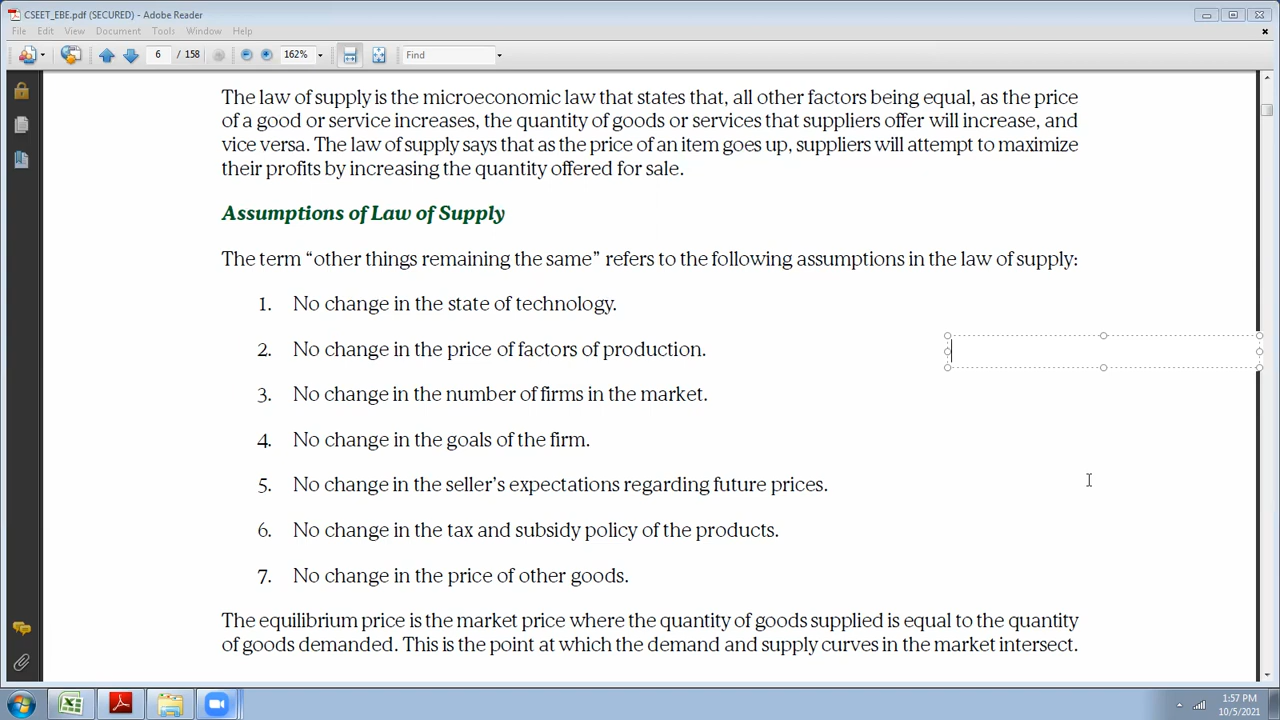 CSEET_EBE.pdf (SECURED) - Adobe Reader
File Edit View Document Tools Window Help
6 / 158 162% Find
The law of supply is the microeconomic law that states that, all other factors being equal, as the price
of a good or service increases, the quantity of goods or services that suppliers offer will increase, and
vice versa. The law of supply says that as the price of an item goes up, suppliers will attempt to maximize
their profits by increasing the quantity offered for sale.
Assumptions of Law of Supply
The term “other things remaining the same” refers to the following assumptions in the law of supply:
1. No change in the state of technology.
2. No change in the price of factors of production.
3. No change in the number of firms in the market.
4. No change in the goals of the firm.
5. No change in the seller’s expectations regarding future prices.
6. No change in the tax and subsidy policy of the products.
7. No change in the price of other goods.
The equilibrium price is the market price where the quantity of goods supplied is equal to the quantity
of goods demanded. This is the point at which the demand and supply curves in the market intersect.
1:57 PM
10/5/2021